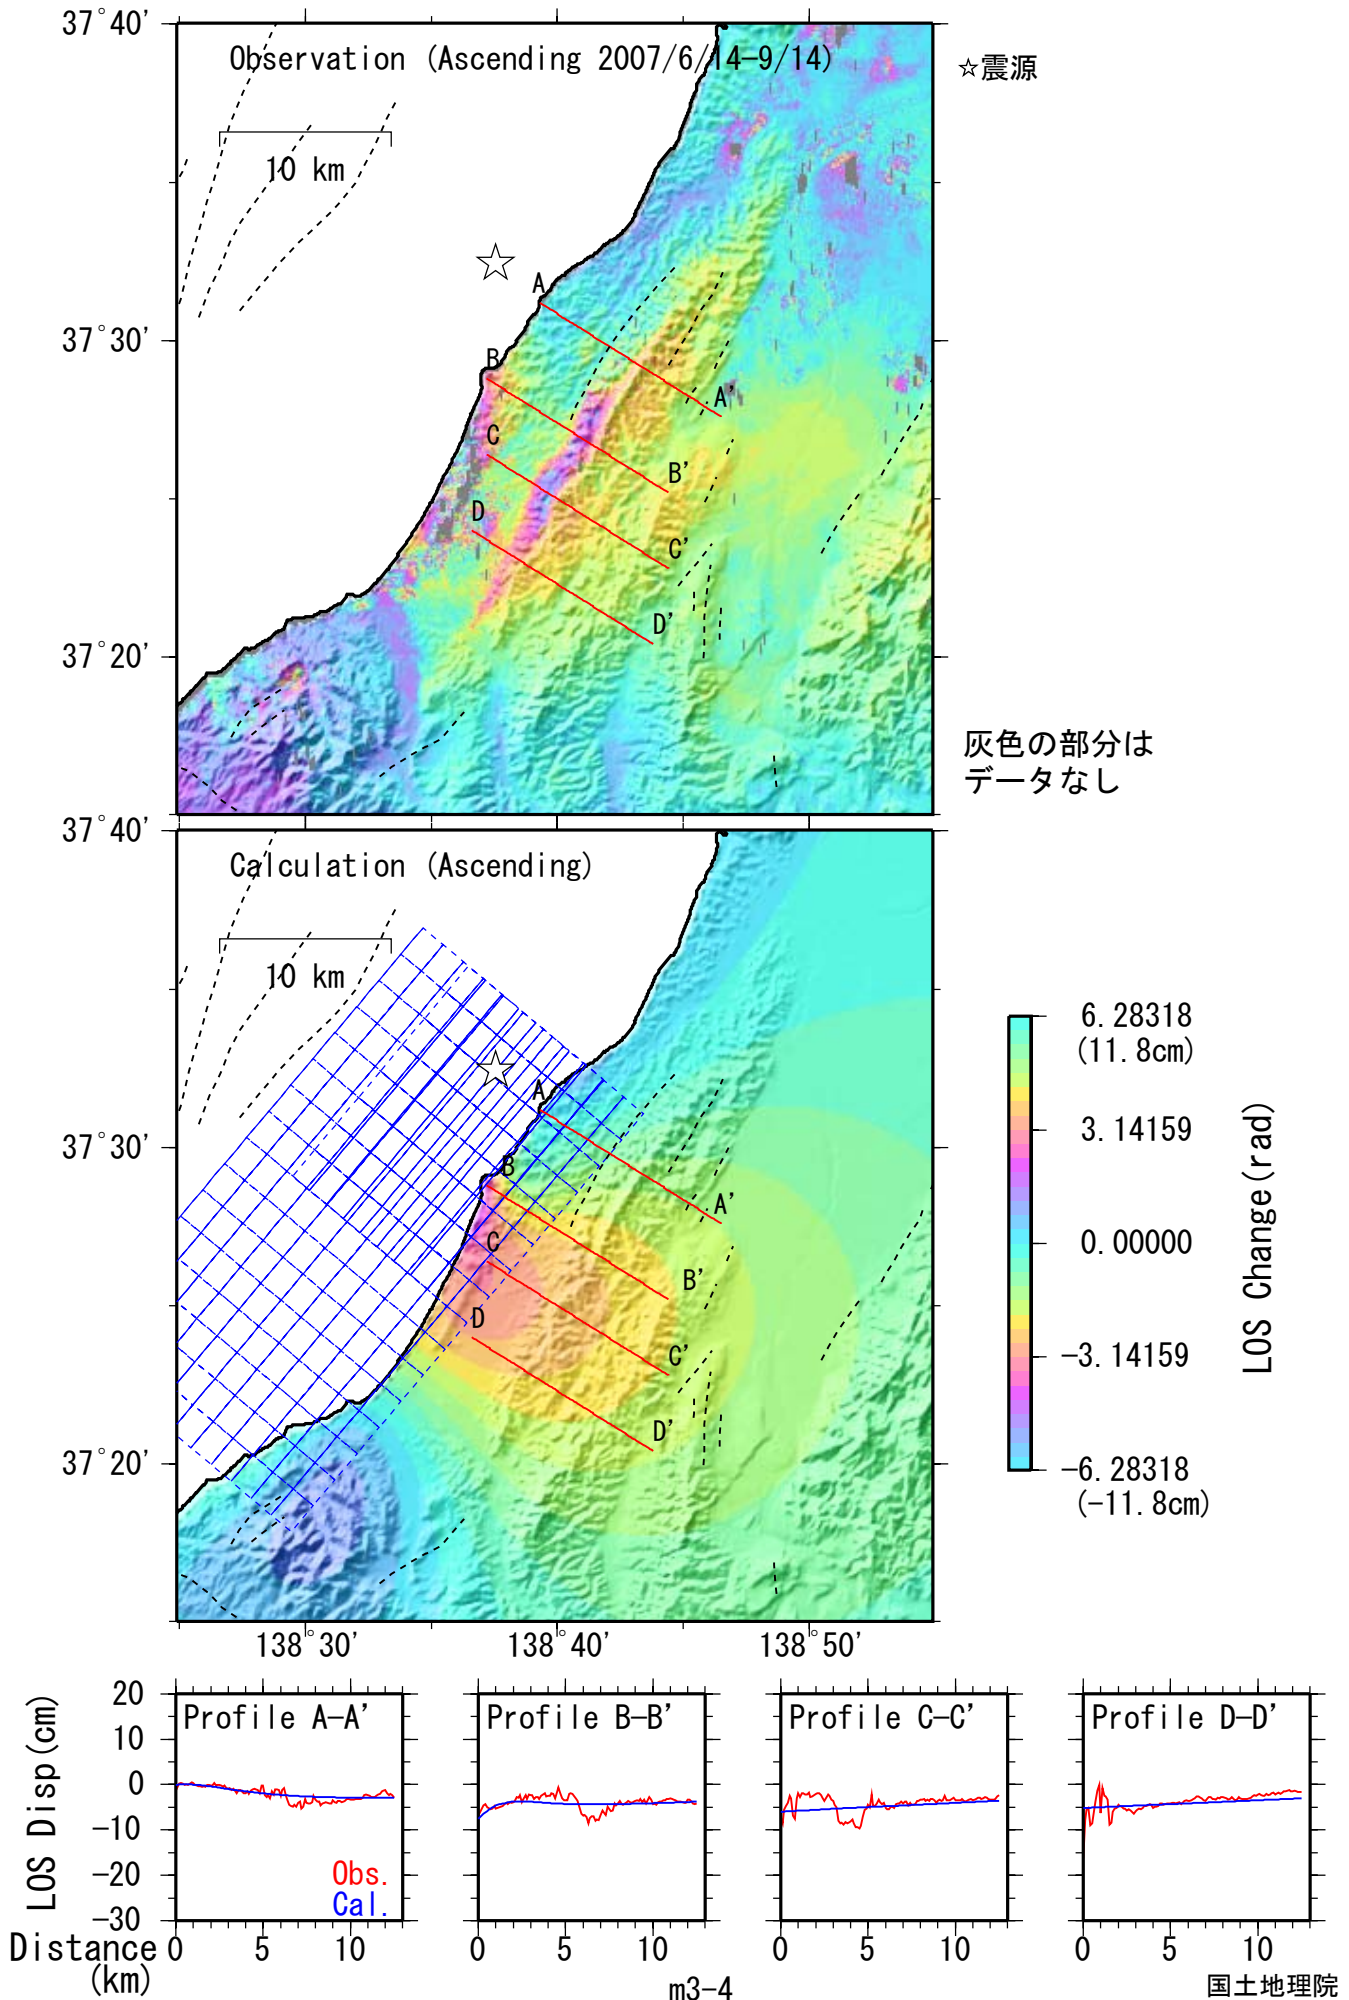 37°40'
Observation (Ascending 2007/6/14-9/14)
☆震源
10 km
A
37°30'
B
A'
C
B'
D
C'
D'
37°20'
灰色の部分は
データなし
37°40'
Calculation (Ascending)
10 km
6.28318
(11.8cm)
A
3.14159
37°30'
B
A'
C
0.00000
B'
D
C'
-3.14159
D'
37°20'
-6.28318
(-11.8cm)
LOS Change(rad)
138°30' 138°40' 138°50'
LOS Disp(cm)
20
10
0
-10
-20
-30
Profile A-A' Profile B-B' Profile C-C' Profile D-D'
Obs.
Cal.
Distance
(km)
0 5 10 0 5 10 0 5 10 0 5 10
m3-4
国土地理院